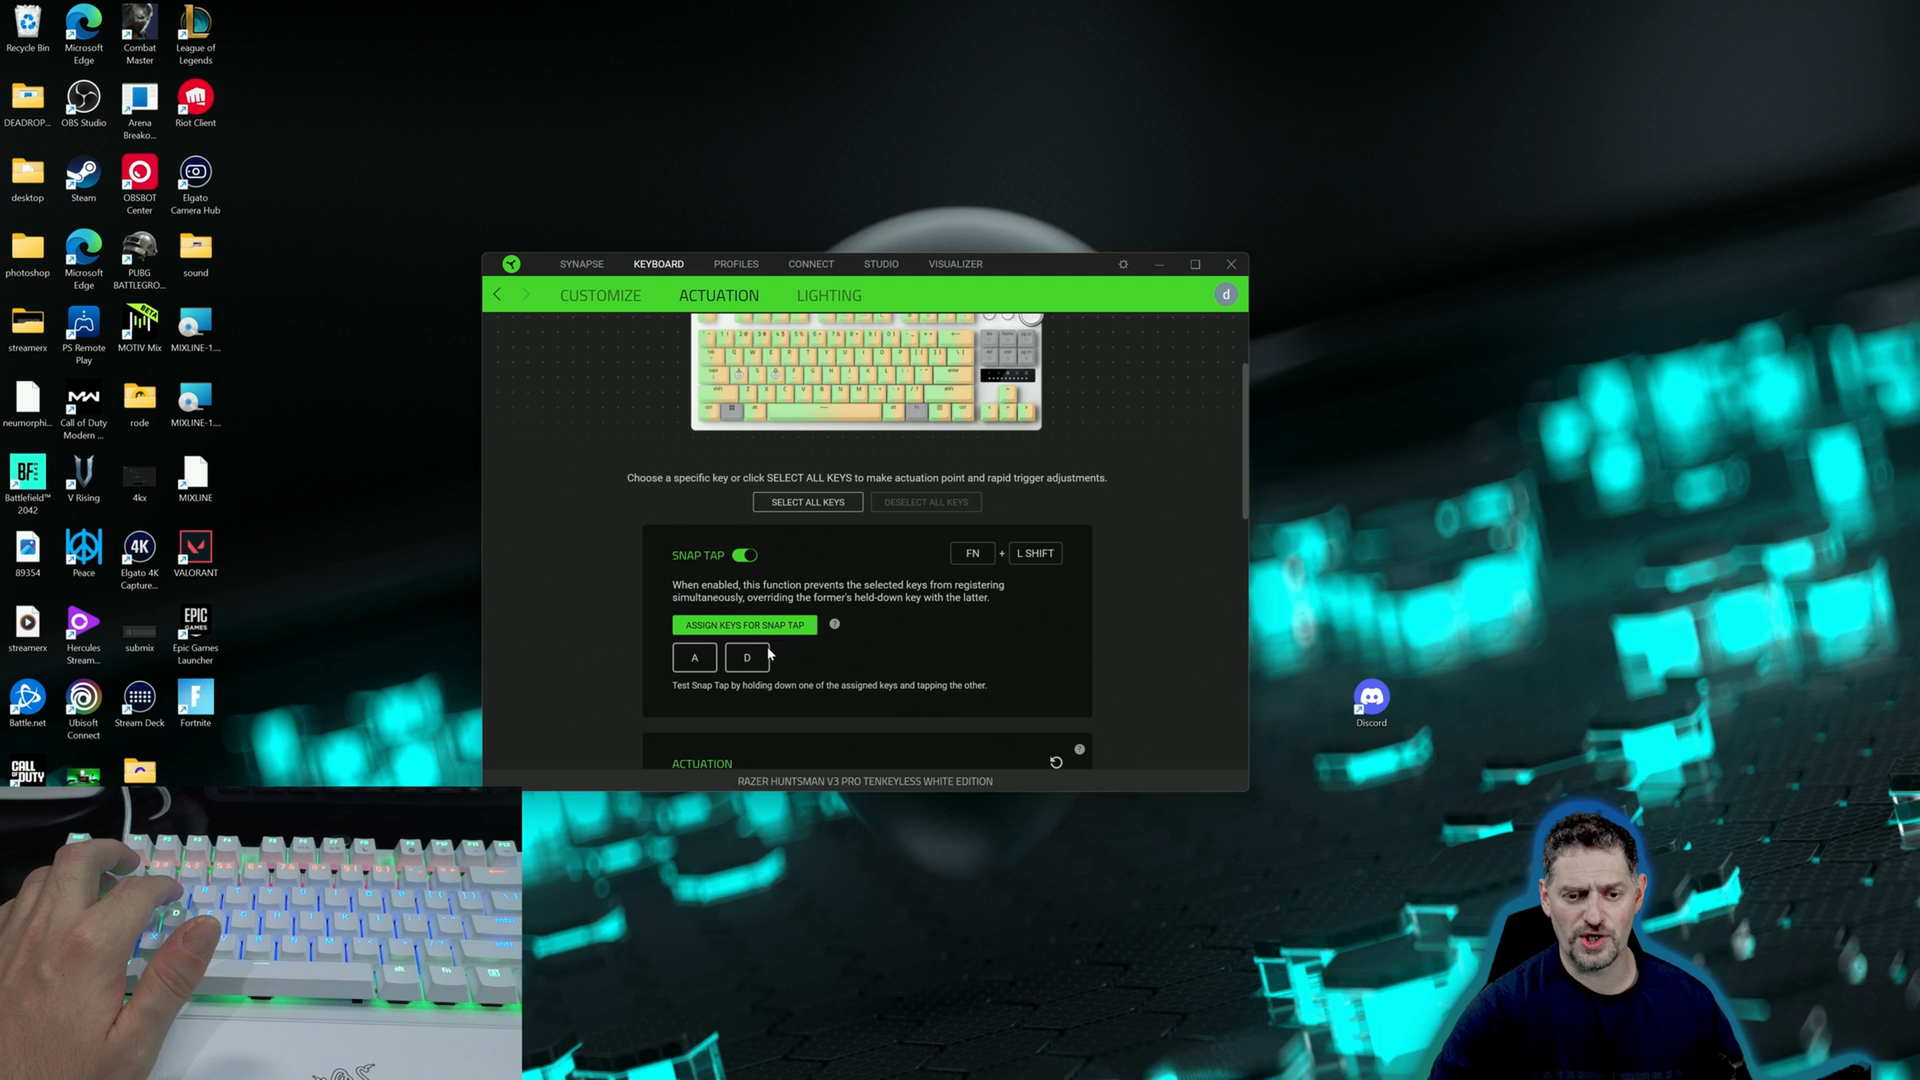 Recycle Bin
Microsoft
Edge
Combat
Master
League of
Legends
DEADROP...
OBS Studio
Arena
Breako...
Riot Client
desktop
Steam
OBSBOT
Center
Elgato
Camera Hub
photoshop
Microsoft
Edge
PUBG
BATTLEGRO...
sound
streamerx
PS Remote
Play
BETA
MOTIV Mix
MIXLINE-1....
neumorphi...
Call of Duty
Modern ...
rode
MIXLINE-1....
BF
Battlefield™
2042
V Rising
4kx
MIXLINE
89354
Peace
4K
Elgato 4K
Capture...
VALORANT
streamerx
Hercules
Stream...
submix
EPIC
GAMES
Epic Games
Launcher
Battle.net
Ubisoft
Connect
Stream Deck
Fortnite
CALL
OF DUTY
SYNAPSE
KEYBOARD
PROFILES
CONNECT
STUDIO
VISUALIZER
CUSTOMIZE
ACTUATION
LIGHTING
d
Choose a specific key or click SELECT ALL KEYS to make actuation point and rapid trigger adjustments.
SELECT ALL KEYS
DESELECT ALL KEYS
SNAP TAP
FN + L SHIFT
When enabled, this function prevents the selected keys from registering
simultaneously, overriding the former's held-down key with the latter.
ASSIGN KEYS FOR SNAP TAP
?
A
D
Test Snap Tap by holding down one of the assigned keys and tapping the other.
ACTUATION
?
RAZER HUNTSMAN V3 PRO TENKEYLESS WHITE EDITION
Discord